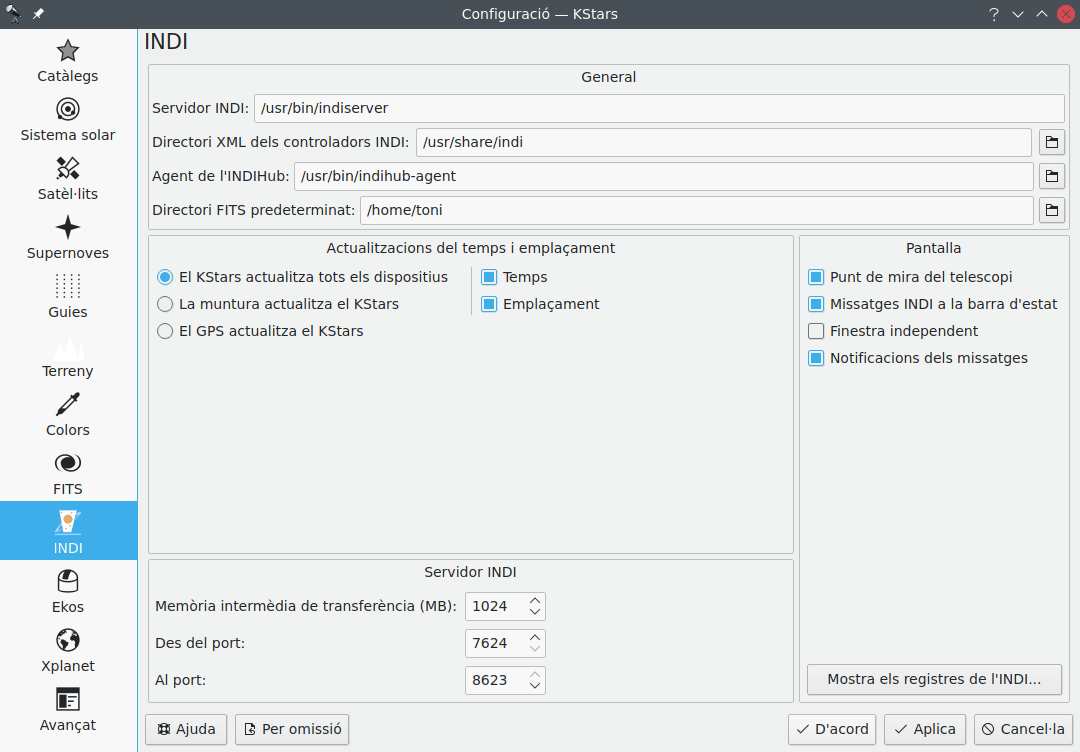 Configuració — KStars
Catàlegs
Sistema solar
Satèl·lits
Supernoves
Guies
Terreny
Colors
FITS
INDI
Ekos
Xplanet
Avançat
INDI
General
Servidor INDI: /usr/bin/indiserver
Directori XML dels controladors INDI: /usr/share/indi
Agent de l'INDIHub: /usr/bin/indihub-agent
Directori FITS predeterminat: /home/toni
Actualitzacions del temps i emplaçament
El KStars actualitza tots els dispositius
La muntura actualitza el KStars
El GPS actualitza el KStars
Temps
Emplaçament
Pantalla
Punt de mira del telescopi
Missatges INDI a la barra d'estat
Finestra independent
Notificacions dels missatges
Servidor INDI
Memòria intermèdia de transferència (MB): 1024
Des del port: 7624
Al port: 8623
Mostra els registres de l'INDI...
Ajuda
Per omissió
D'acord
Aplica
Cancel·la